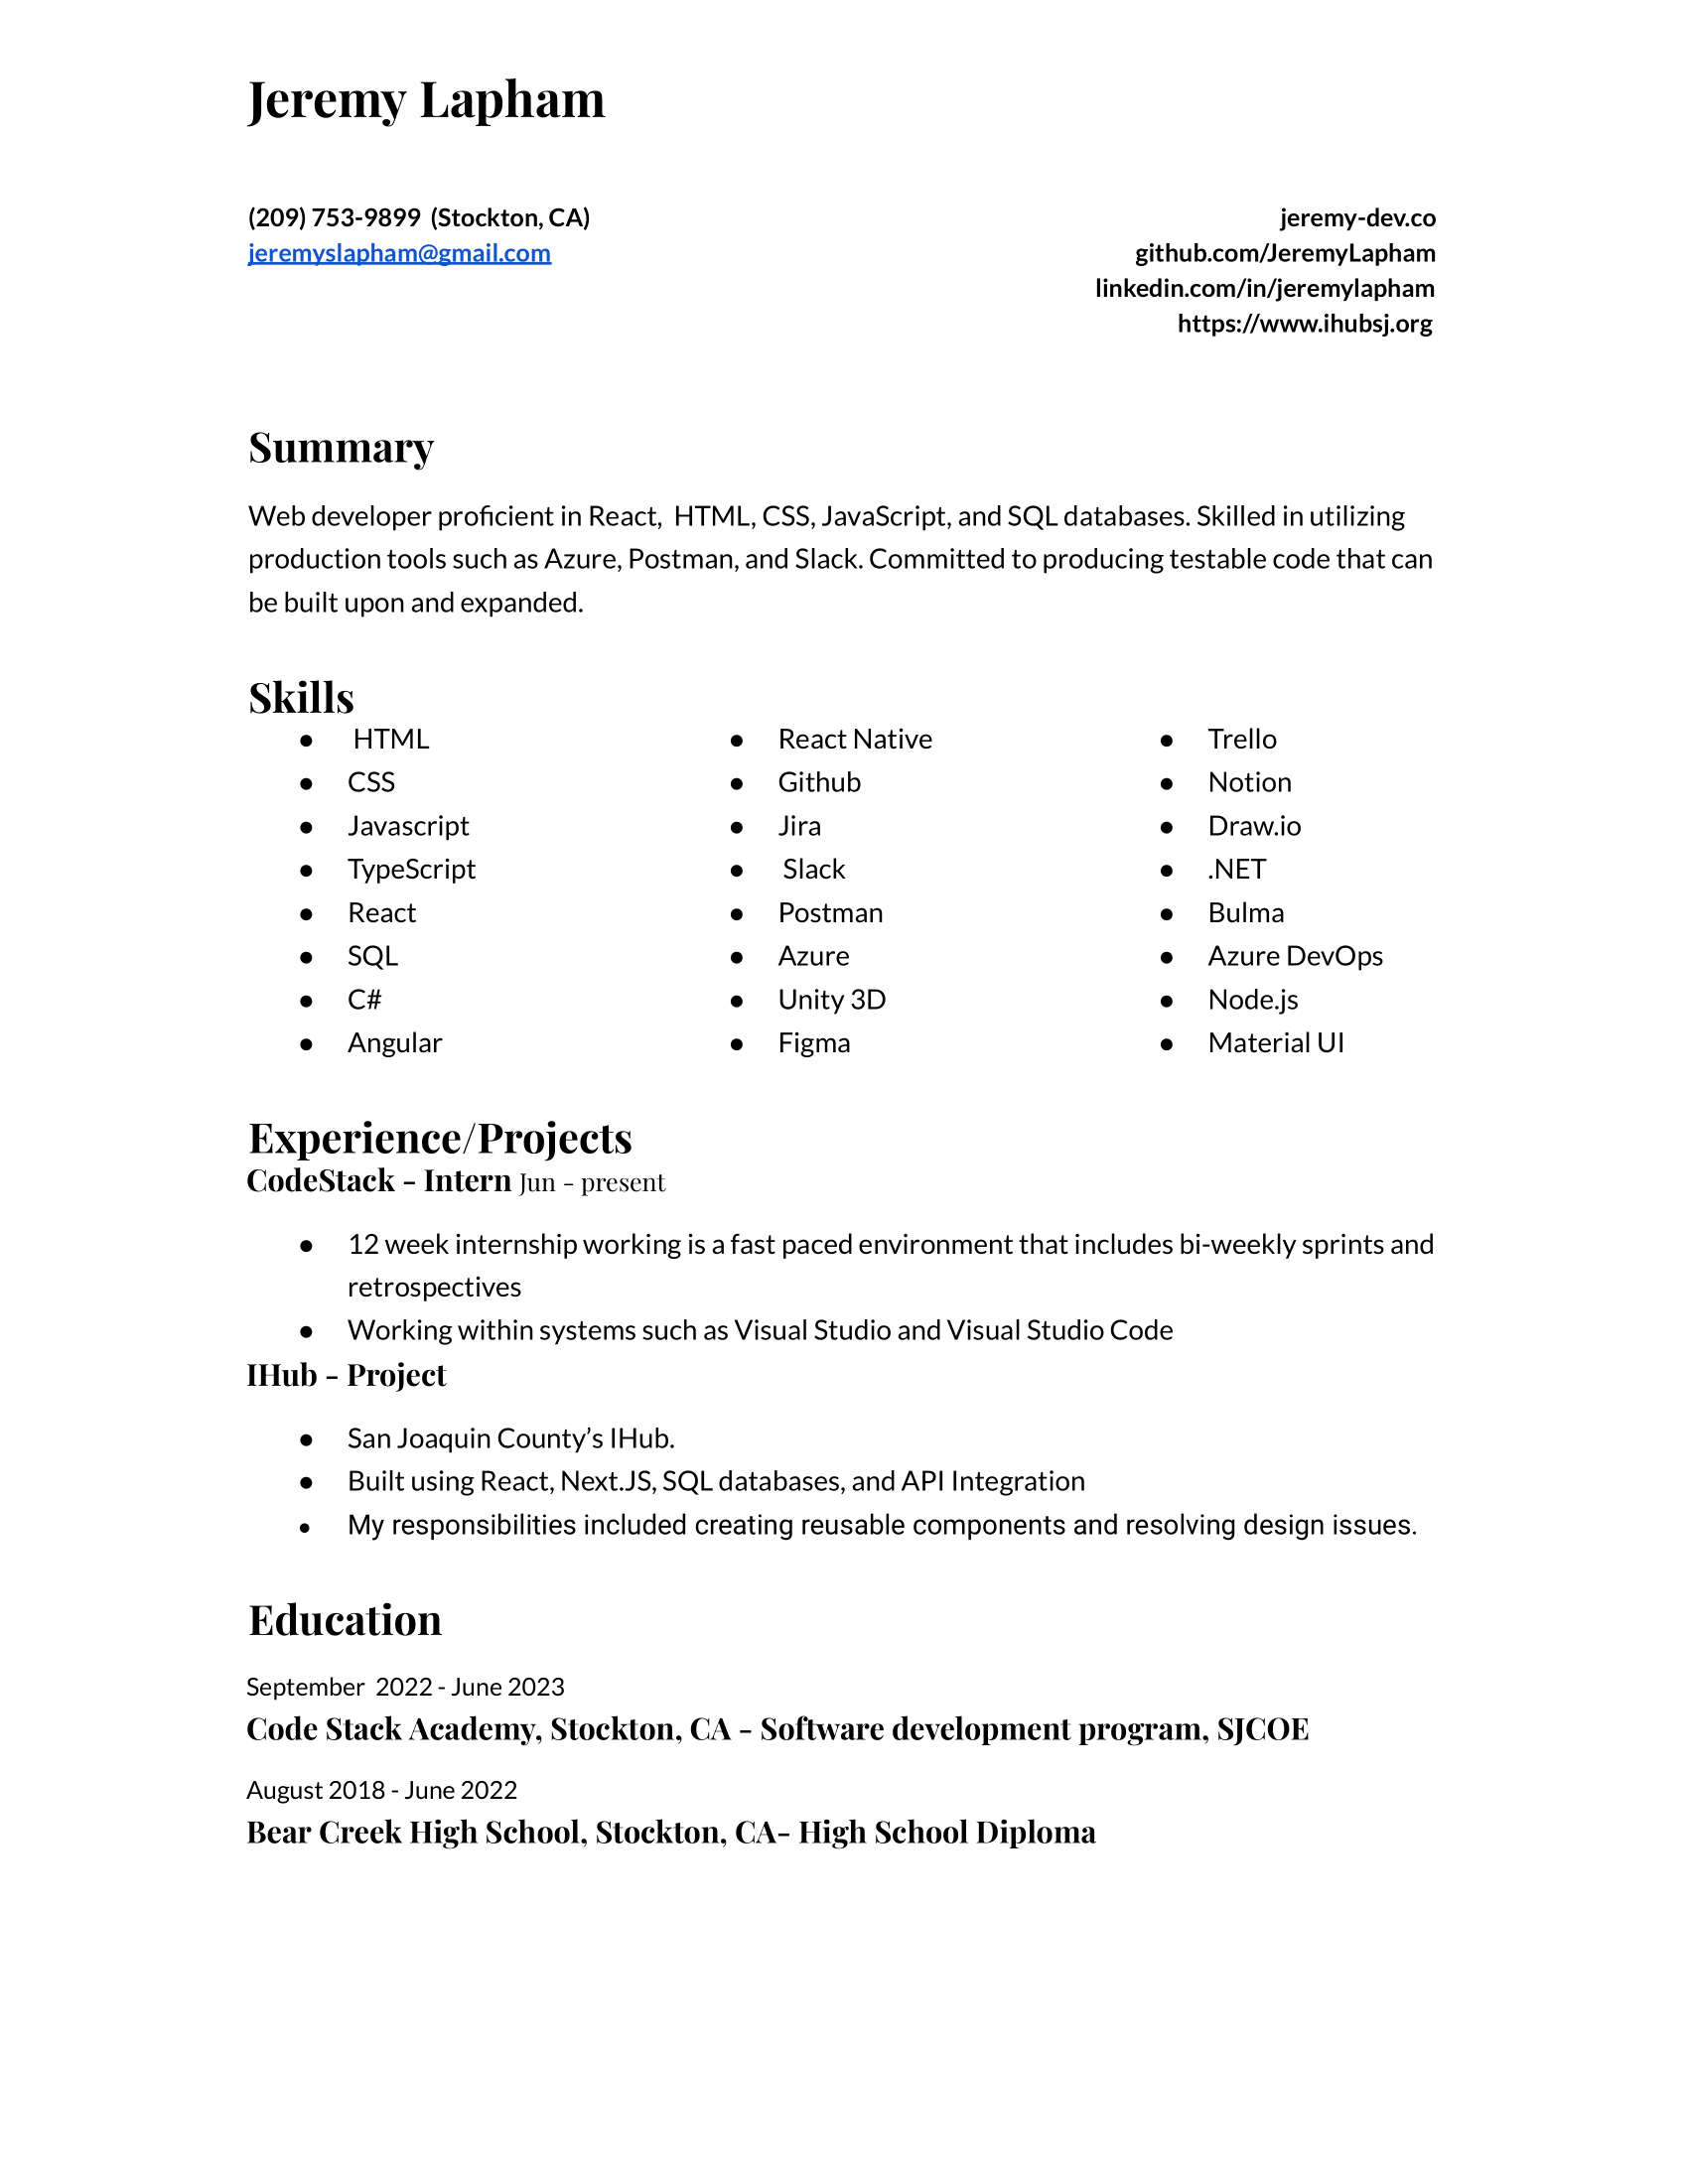 Jeremy Lapham
(209) 753-9899 (Stockton, CA)
jeremyslapham@gmail.com
jeremy-dev.co
github.com/JeremyLapham
linkedin.com/in/jeremylapham
https://www.ihubsj.org
Summary
Web developer proficient in React, HTML, CSS, JavaScript, and SQL databases. Skilled in utilizing
production tools such as Azure, Postman, and Slack. Committed to producing testable code that can
be built upon and expanded.
Skills
● HTML
● CSS
● Javascript
● TypeScript
● React
● SQL
● C#
● Angular
● React Native
● Github
● Jira
● Slack
● Postman
● Azure
● Unity 3D
● Figma
● Trello
● Notion
● Draw.io
● .NET
● Bulma
● Azure DevOps
● Node.js
● Material UI
Experience/Projects
CodeStack - Intern Jun - present
● 12 week internship working is a fast paced environment that includes bi-weekly sprints and
retrospectives
● Working within systems such as Visual Studio and Visual Studio Code
IHub - Project
● San Joaquin County’s IHub.
● Built using React, Next.JS, SQL databases, and API Integration
● My responsibilities included creating reusable components and resolving design issues.
Education
September 2022 - June 2023
Code Stack Academy, Stockton, CA - Software development program, SJCOE
August 2018 - June 2022
Bear Creek High School, Stockton, CA- High School Diploma